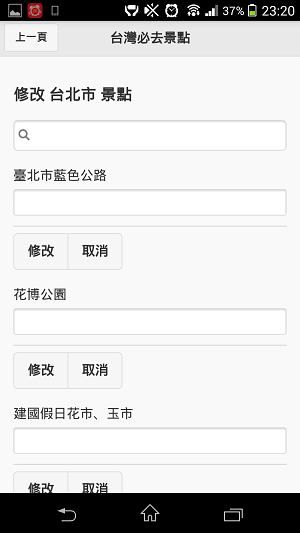 37% 23:20
上一頁 台灣必去景點
修改 台北市 景點
臺北市藍色公路
修改 取消
花博公園
修改 取消
建國假日花市、玉市
修改 取消